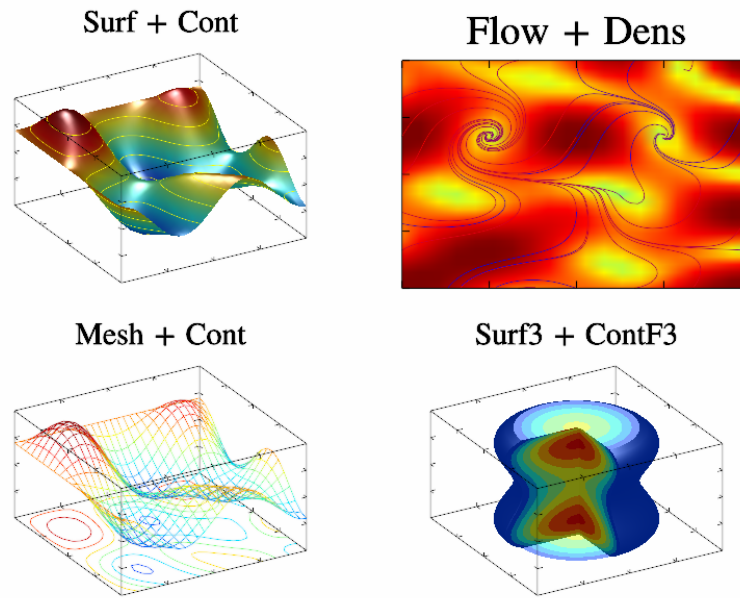 Surf + Cont
Flow + Dens
Mesh + Cont
Surf3 + ContF3